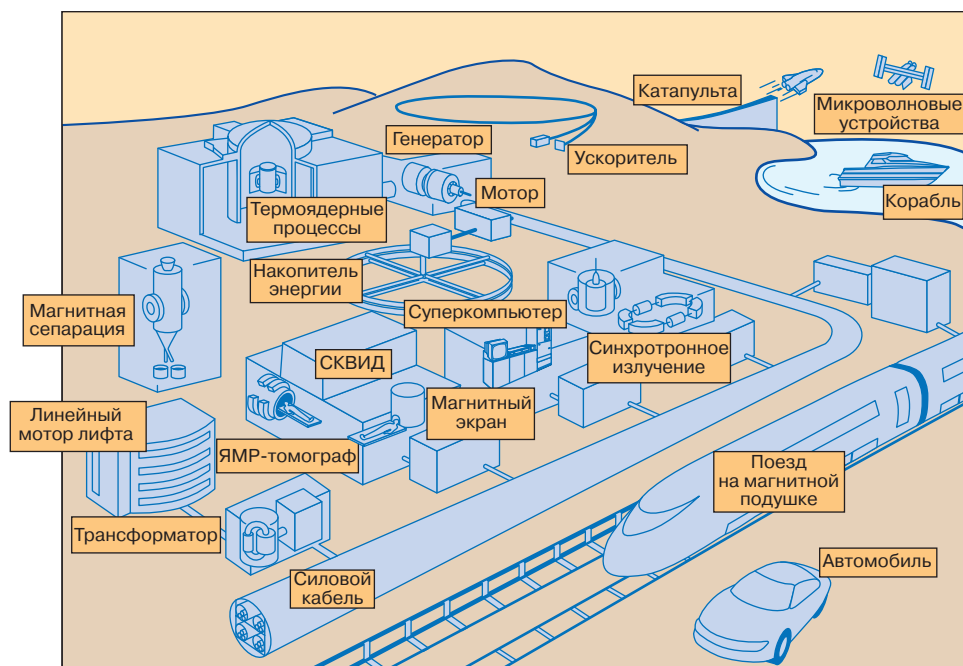 Катапульта
Микроволновые
устройства
Генератор
Ускоритель
Мотор
Корабль
Термоядерные
процессы
Накопитель
энергии
Магнитная
сепарация
Суперкомпьютер
Синхротронное
излучение
СКВИД
Магнитный
экран
Линейный
мотор лифта
ЯМР-томограф
Поезд
на магнитной
подушке
Трансформатор
Автомобиль
Силовой
кабель